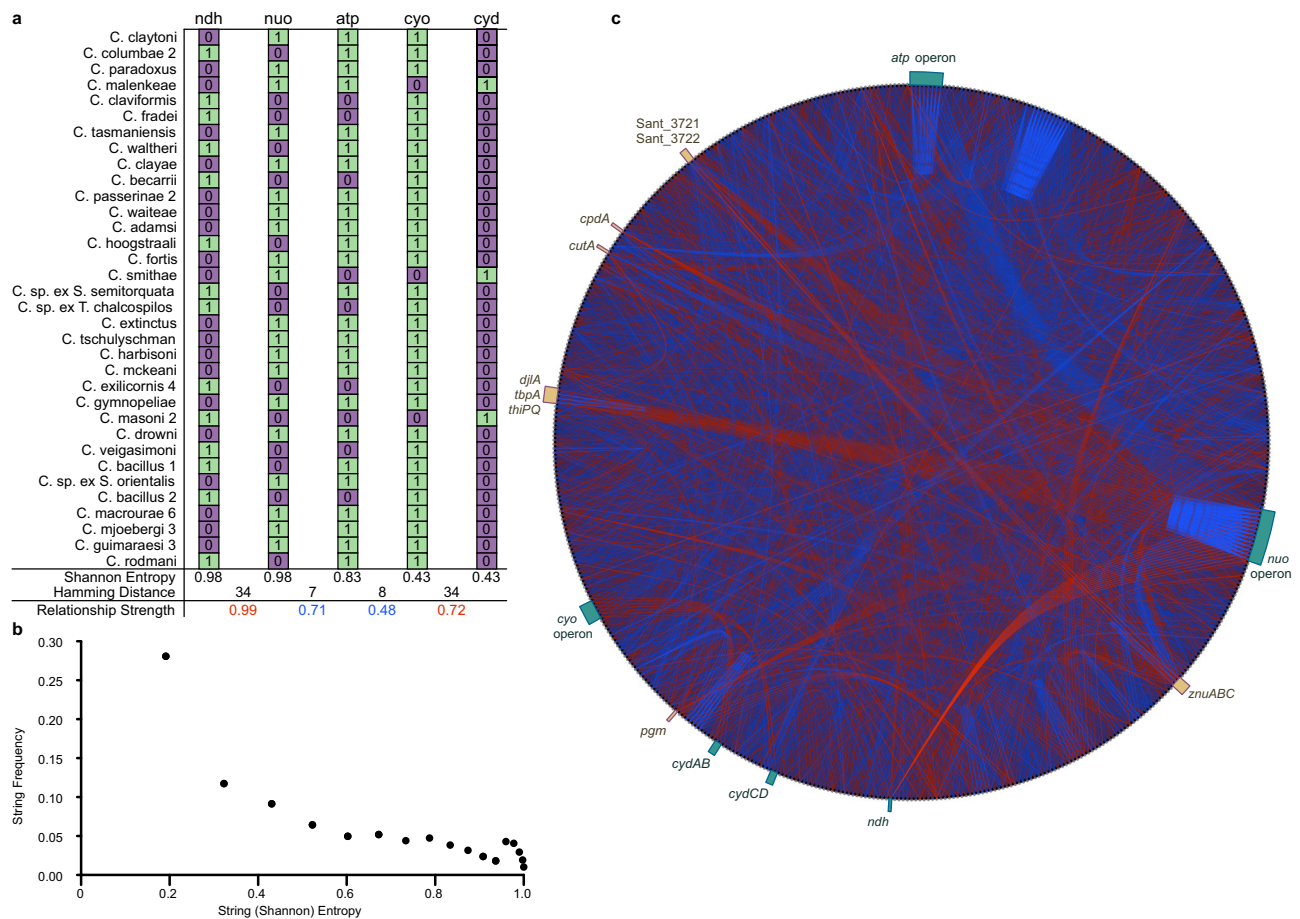 a
ndh nuo atp cyo cyd
C. claytoni 0 1 1 1 0
C. columbae 2 1 0 1 1 0
C. paradoxus 0 1 1 1 0
C. malenkeae 0 1 1 0 1
C. claviformis 1 0 0 1 0
C. fradei 1 0 0 1 0
C. tasmaniensis 0 1 1 1 0
C. waltheri 1 0 1 1 0
C. clayae 0 1 1 1 0
C. becarrii 1 0 0 1 0
C. passerinae 2 0 1 1 1 0
C. waiteae 0 1 1 1 0
C. adamsi 0 1 1 1 0
C. hoogstraali 1 0 1 1 0
C. fortis 0 1 1 1 0
C. smithae 0 1 0 0 1
C. sp. ex S. semitorquata 1 0 1 1 0
C. sp. ex T. chalcospilos 1 0 0 1 0
C. extinctus 0 1 1 1 0
C. tschulyschman 0 1 1 1 0
C. harbisoni 0 1 1 1 0
C. mckeani 0 1 1 1 0
C. exilicornis 4 1 0 0 1 0
C. gymnopeliae 0 1 1 1 0
C. masoni 2 1 0 0 0 1
C. drowni 0 1 1 1 0
C. veigasimoni 1 0 0 1 0
C. bacillus 1 1 0 1 1 0
C. sp. ex S. orientalis 0 1 1 1 0
C. bacillus 2 1 0 0 1 0
C. macrourae 6 0 1 1 1 0
C. mjoebergi 3 0 1 1 1 0
C. guimaraesi 3 0 1 1 1 0
C. rodmani 1 0 1 1 0
Shannon Entropy 0.98 0.98 0.83 0.43 0.43
Hamming Distance 34 7 8 34
Relationship Strength 0.99 0.71 0.48 0.72
b
0.30
0.25
0.20
0.15
0.10
0.05
0.00
String Frequency
0 0.2 0.4 0.6 0.8 1.0
String (Shannon) Entropy
c
atp operon
Sant_3721
Sant_3722
cpdA
cutA
djlA
tbpA
thiPQ
nuo
operon
cyo
operon
znuABC
pgm
cydAB
cydCD
ndh